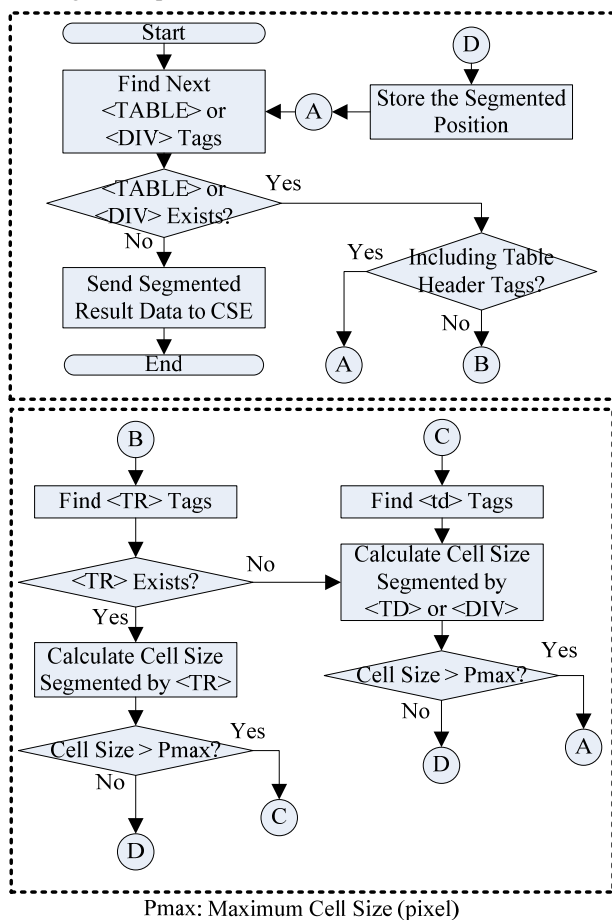 Start
Find Next
<TABLE> or
<DIV> Tags
A
D
Store the Segmented
Position
<TABLE> or
<DIV> Exists?
Yes
No
Send Segmented
Result Data to CSE
End
Including Table
Header Tags?
Yes
No
A
B
B
Find <TR> Tags
<TR> Exists?
No
Yes
Calculate Cell Size
Segmented by <TR>
Cell Size > Pmax?
Yes
No
D
C
C
Find <td> Tags
Calculate Cell Size
Segmented by
<TD> or <DIV>
Cell Size > Pmax?
Yes
No
D
A
Pmax: Maximum Cell Size (pixel)